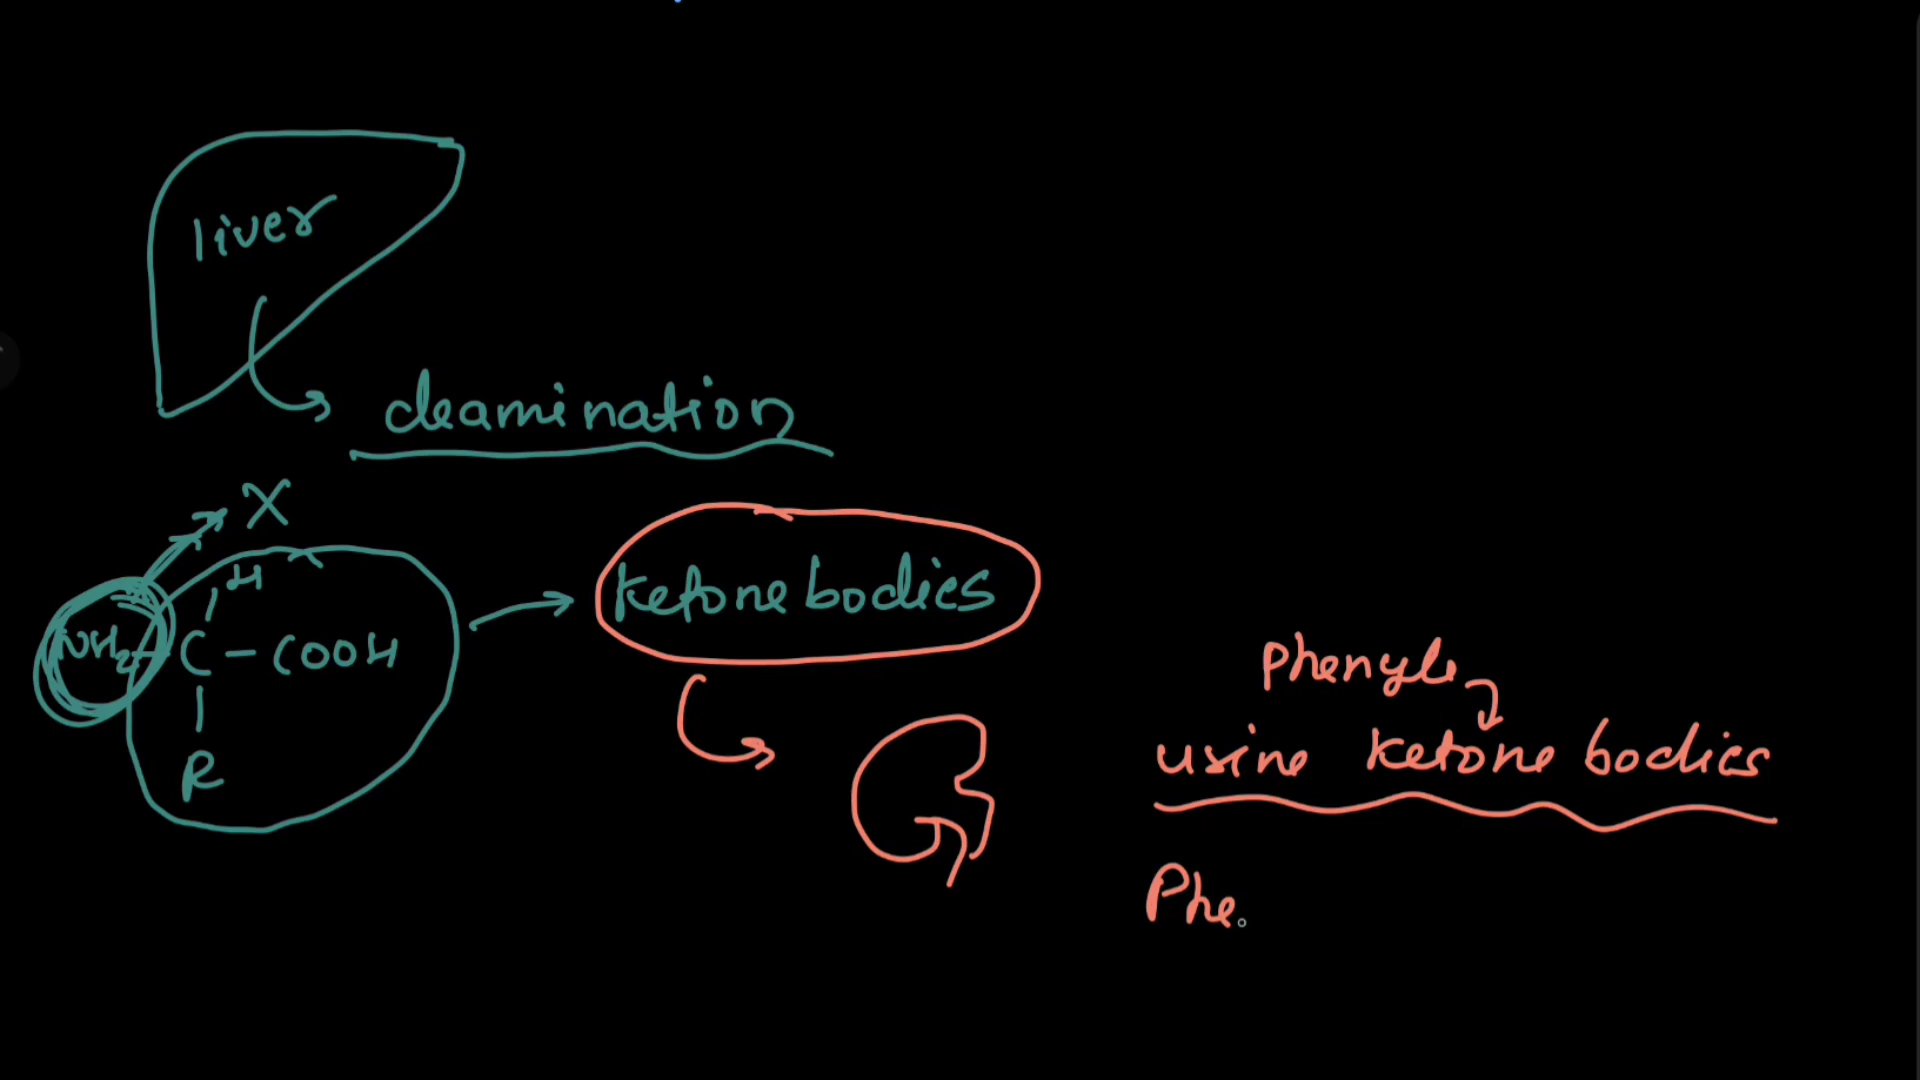 liver
deamination
X
H
NH2 - C - COOH
R
ketone bodies
Phenyl
urine ketone bodies
Phe